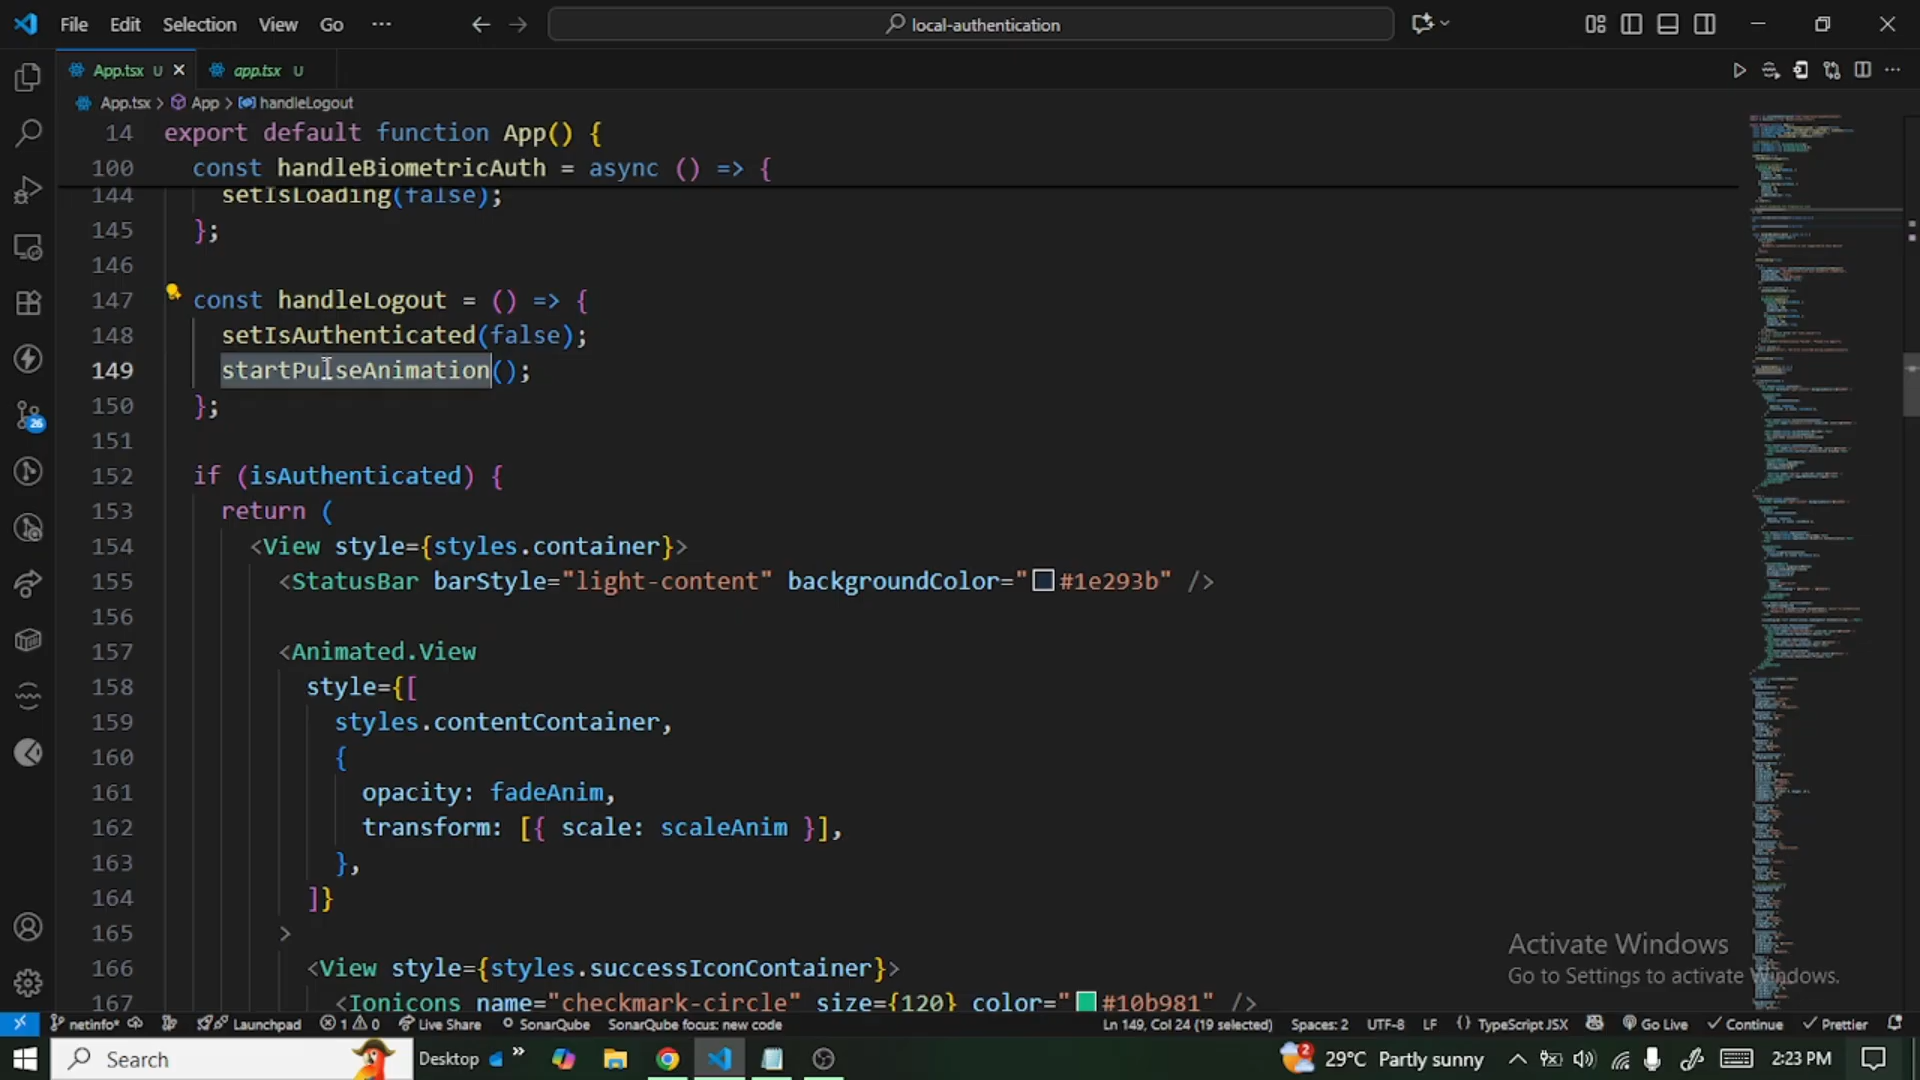 File Edit Selection View Go ··· local-authentication
App.tsx U app.tsx U
App.tsx > App > handleLogout
14 export default function App() {
100 const handleBiometricAuth = async () => {
144 setIsLoading(false);
145 };
146
147 const handleLogout = () => {
148 setIsAuthenticated(false);
149 startPulseAnimation();
150 };
151
152 if (isAuthenticated) {
153 return (
154 <View style={styles.container}>
155 <StatusBar barStyle="light-content" backgroundColor="#1e293b" />
156
157 <Animated.View
158 style={[
159 styles.contentContainer,
160 {
161 opacity: fadeAnim,
162 transform: [{ scale: scaleAnim }],
163 },
164 ]}
165 >
166 <View style={styles.successIconContainer}>
167 <Ionicons name="checkmark-circle" size={120} color="#10b981" />
26
Activate Windows
Go to Settings to activate Windows.
netinfo* Launchpad 1 0 Live Share SonarQube SonarQube focus: new code Ln 149, Col 24 (19 selected) Spaces: 2 UTF-8 LF {} TypeScript JSX Go Live Continue Prettier
Search Desktop » 2 29°C Partly sunny 2:23 PM